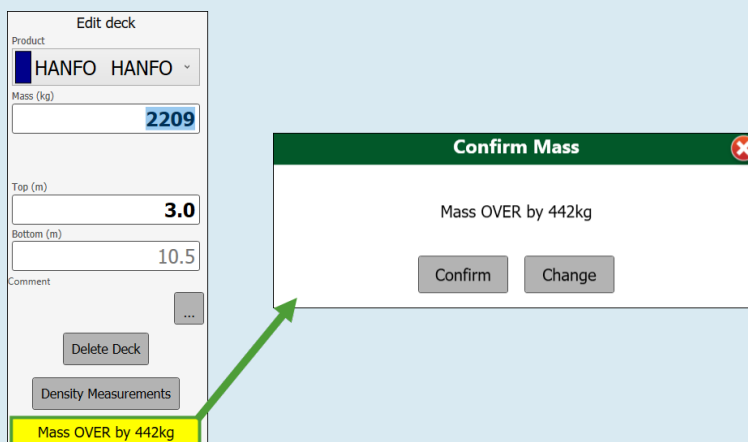 Edit deck
Product
HANFO HANFO
Mass (kg)
2209
Top (m)
3.0
Bottom (m)
10.5
Comment
...
Delete Deck
Density Measurements
Mass OVER by 442kg
Confirm Mass
Mass OVER by 442kg
Confirm Change